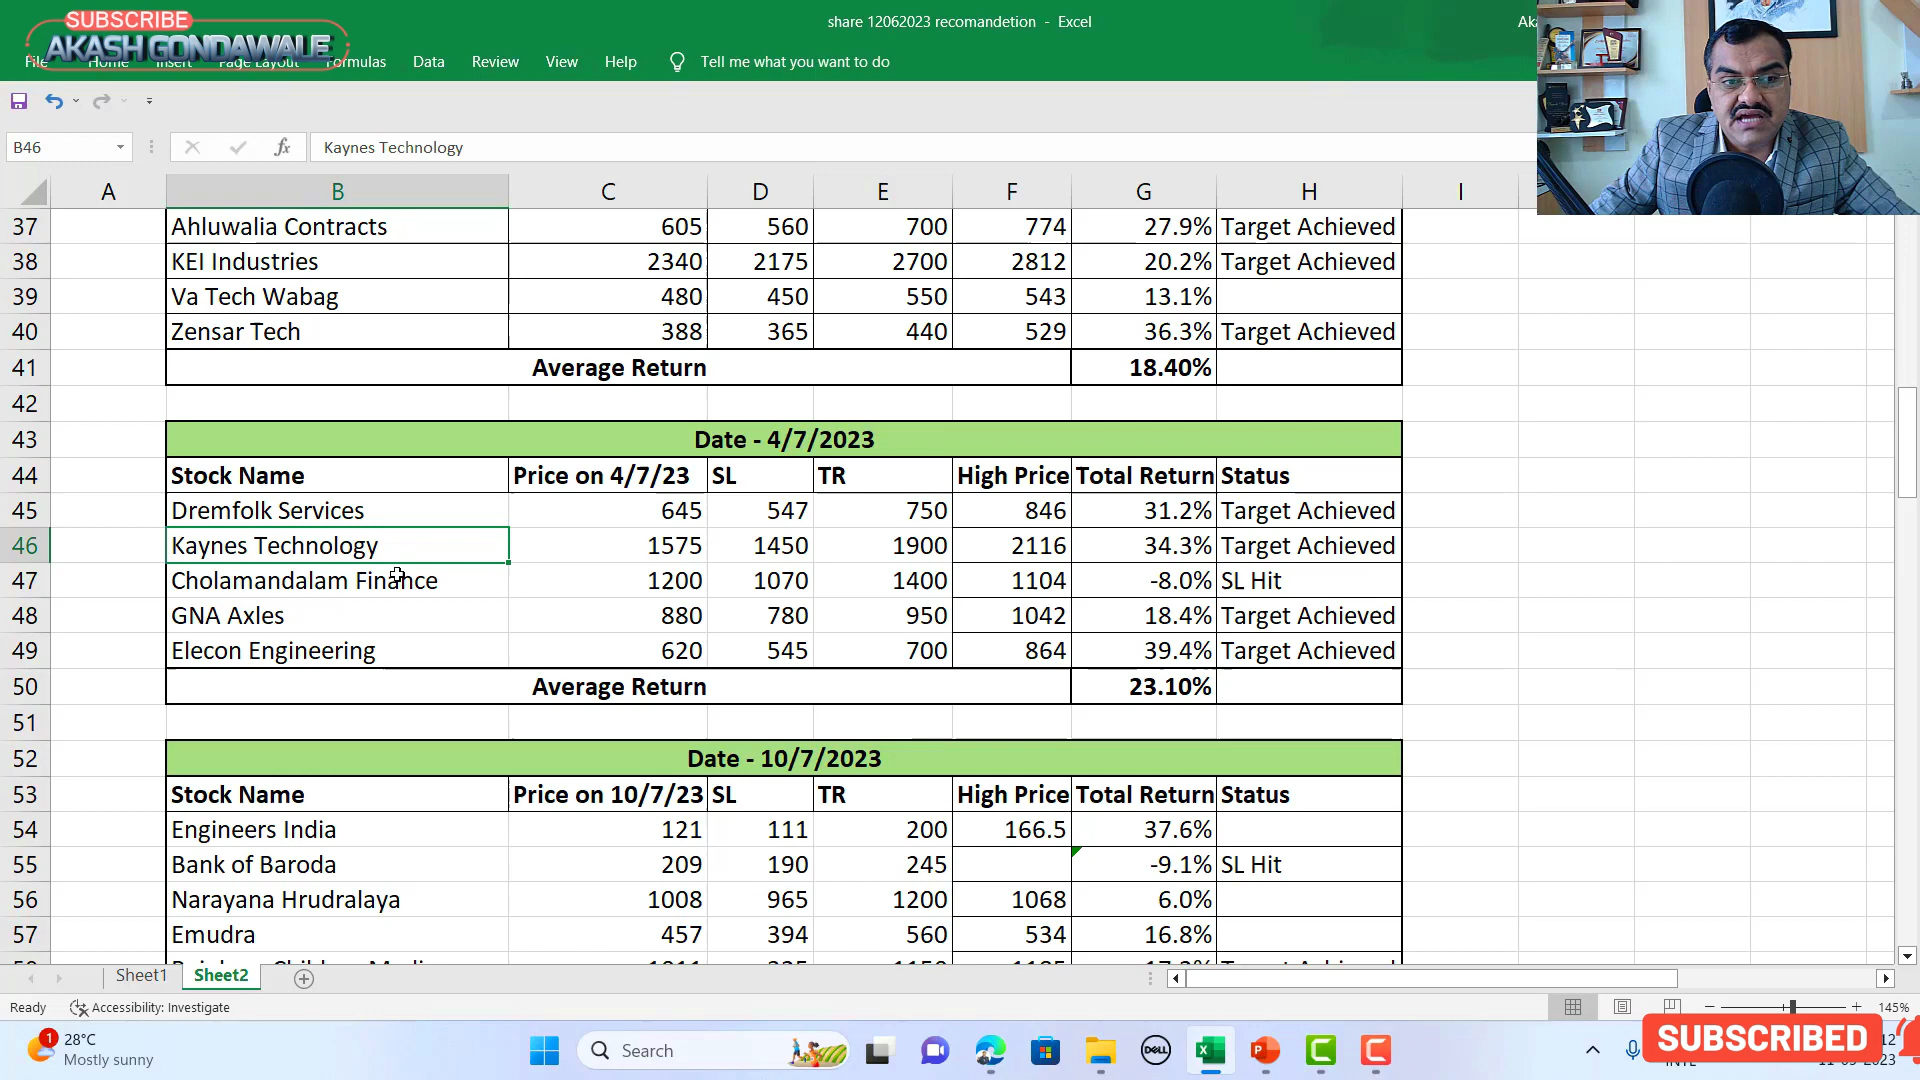 SUBSCRIBE
AKASH GONDAWALE
share 12062023 recomandetion - Excel
File Home Insert Page Layout Formulas Data Review View Help Tell me what you want to do
B46 fx Kaynes Technology
A B C D E F G H I
37 Ahluwalia Contracts 605 560 700 774 27.9% Target Achieved
38 KEI Industries 2340 2175 2700 2812 20.2% Target Achieved
39 Va Tech Wabag 480 450 550 543 13.1%
40 Zensar Tech 388 365 440 529 36.3% Target Achieved
41 Average Return 18.40%
42
43 Date - 4/7/2023
44 Stock Name Price on 4/7/23 SL TR High Price Total Return Status
45 Dremfolk Services 645 547 750 846 31.2% Target Achieved
46 Kaynes Technology 1575 1450 1900 2116 34.3% Target Achieved
47 Cholamandalam Finance 1200 1070 1400 1104 -8.0% SL Hit
48 GNA Axles 880 780 950 1042 18.4% Target Achieved
49 Elecon Engineering 620 545 700 864 39.4% Target Achieved
50 Average Return 23.10%
51
52 Date - 10/7/2023
53 Stock Name Price on 10/7/23 SL TR High Price Total Return Status
54 Engineers India 121 111 200 166.5 37.6%
55 Bank of Baroda 209 190 245 -9.1% SL Hit
56 Narayana Hrudralaya 1008 965 1200 1068 6.0%
57 Emudra 457 394 560 534 16.8%
Sheet1 Sheet2
Ready Accessibility: Investigate 145%
1 28°C
Mostly sunny
Search
DELL
SUBSCRIBED